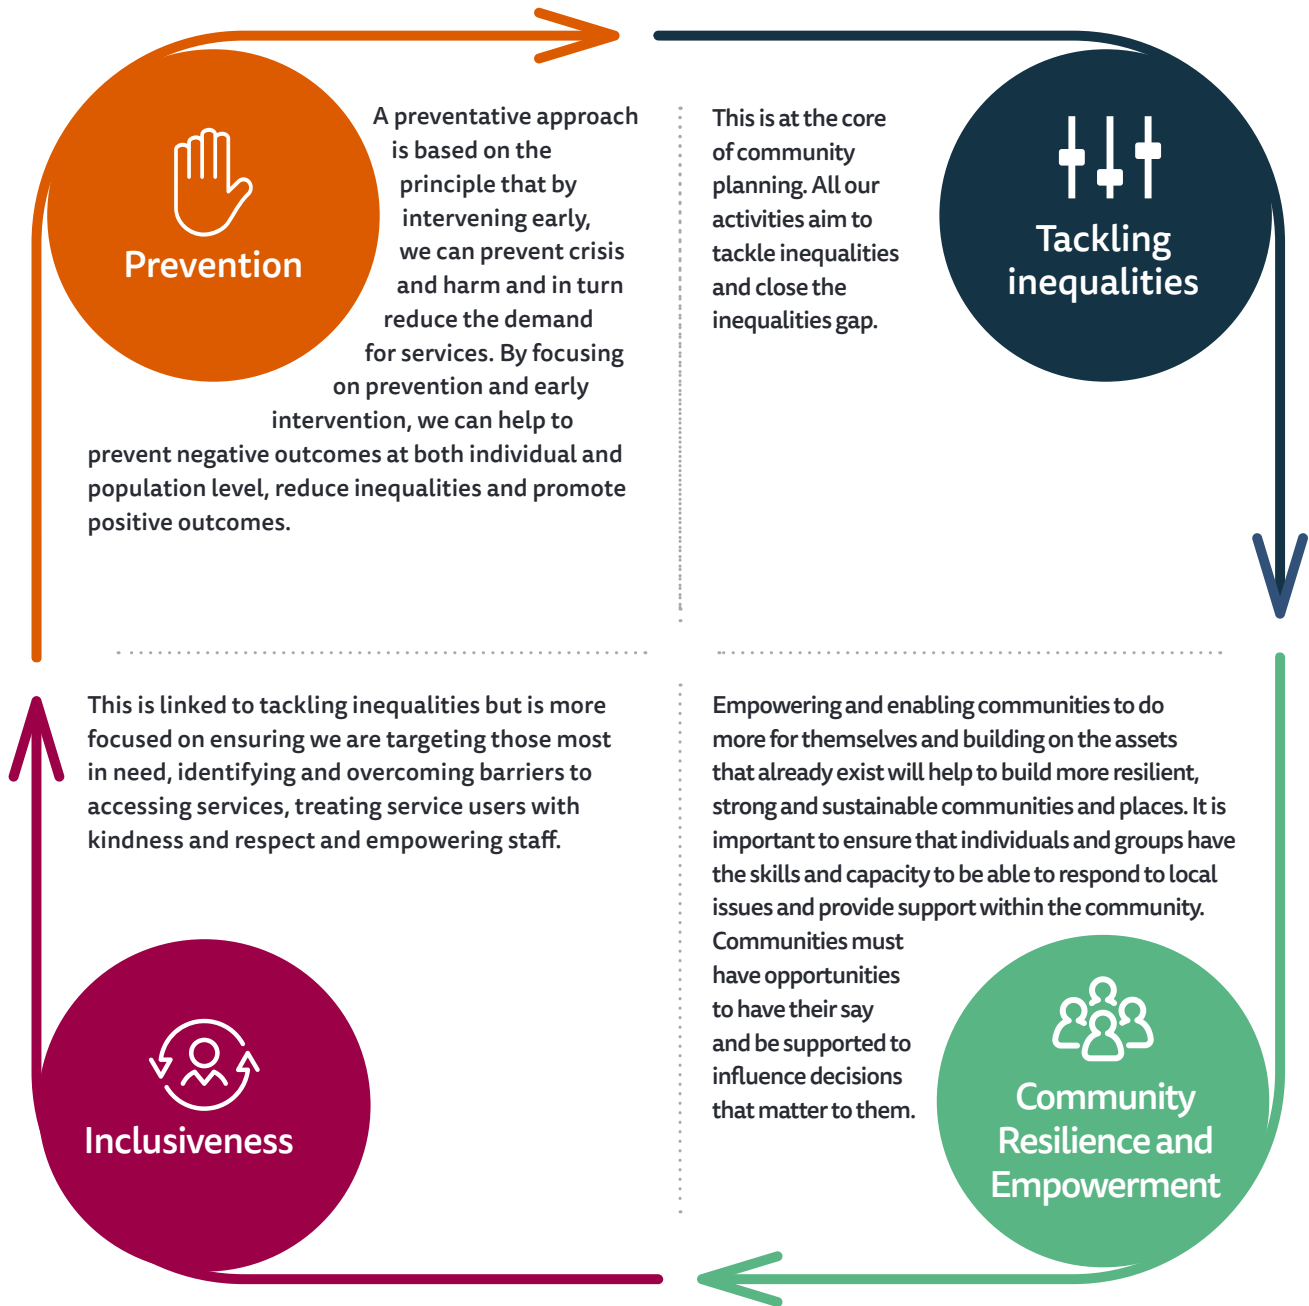 Prevention
A preventative approach
is based on the
principle that by
intervening early,
we can prevent crisis
and harm and in turn
reduce the demand
for services. By focusing
on prevention and early
intervention, we can help to
prevent negative outcomes at both individual and
population level, reduce inequalities and promote
positive outcomes.
This is at the core
of community
planning. All our
activities aim to
tackle inequalities
and close the
inequalities gap.
Tackling
inequalities
This is linked to tackling inequalities but is more
focused on ensuring we are targeting those most
in need, identifying and overcoming barriers to
accessing services, treating service users with
kindness and respect and empowering staff.
Inclusiveness
Empowering and enabling communities to do
more for themselves and building on the assets
that already exist will help to build more resilient,
strong and sustainable communities and places. It is
important to ensure that individuals and groups have
the skills and capacity to be able to respond to local
issues and provide support within the community.
Communities must
have opportunities
to have their say
and be supported to
influence decisions
that matter to them.
Community
Resilience and
Empowerment